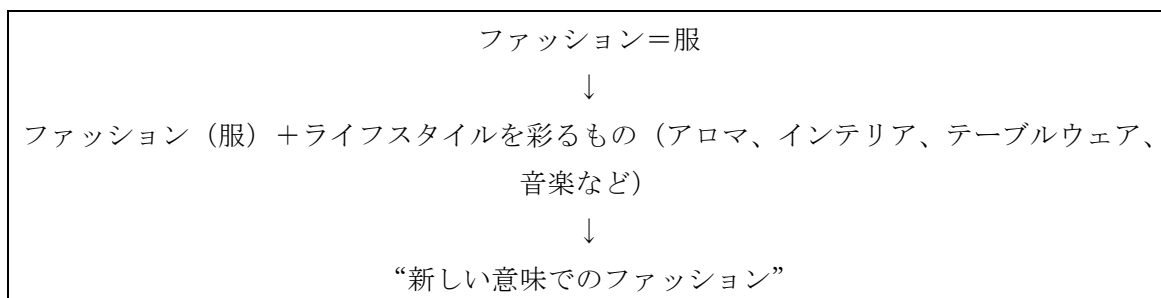 ファッション＝服
↓
ファッション（服）＋ライフスタイルを彩るもの（アロマ、インテリア、テーブルウェア、
音楽など）
↓
“新しい意味でのファッション”